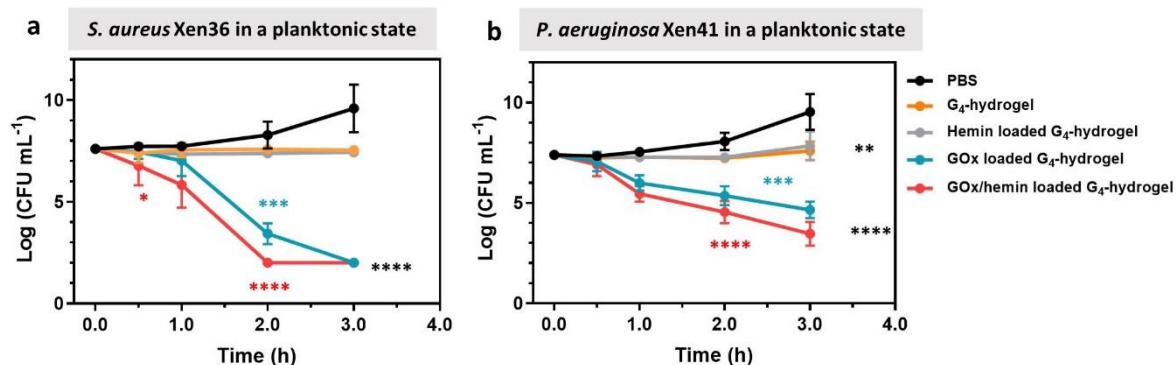 a
S. aureus Xen36 in a planktonic state
b
P. aeruginosa Xen41 in a planktonic state
Log (CFU mL⁻¹)
10
5
0
*
***
****
****
0.0 1.0 2.0 3.0 4.0
Time (h)
Log (CFU mL⁻¹)
10
5
0
**
***
****
****
0.0 1.0 2.0 3.0 4.0
Time (h)
PBS
G₄-hydrogel
Hemin loaded G₄-hydrogel
GOx loaded G₄-hydrogel
GOx/hemin loaded G₄-hydrogel